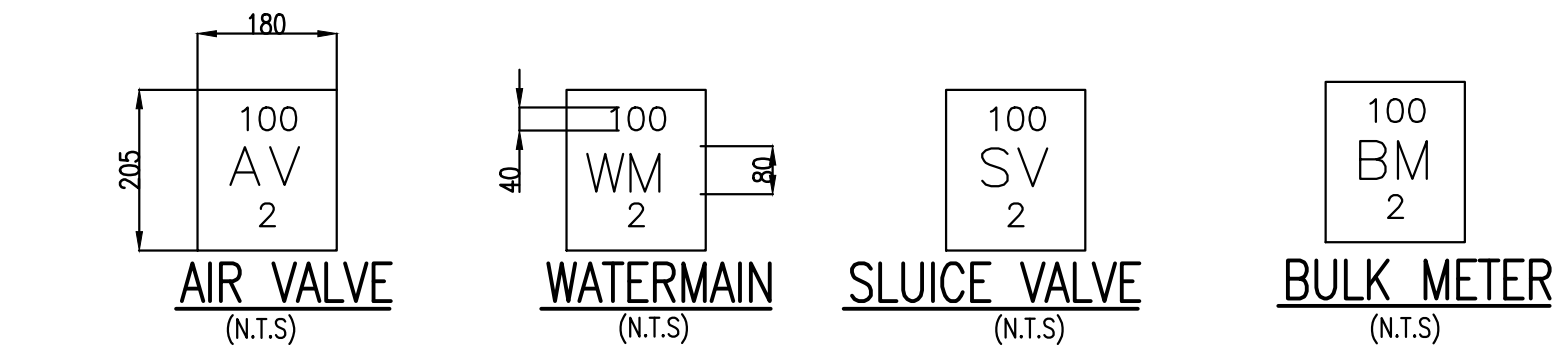 180
205
100
AV
2
AIR VALVE
(N.T.S)
40
100
80
WM
2
WATERMAIN
(N.T.S)
100
SV
2
SLUICE VALVE
(N.T.S)
100
BM
2
BULK METER
(N.T.S)